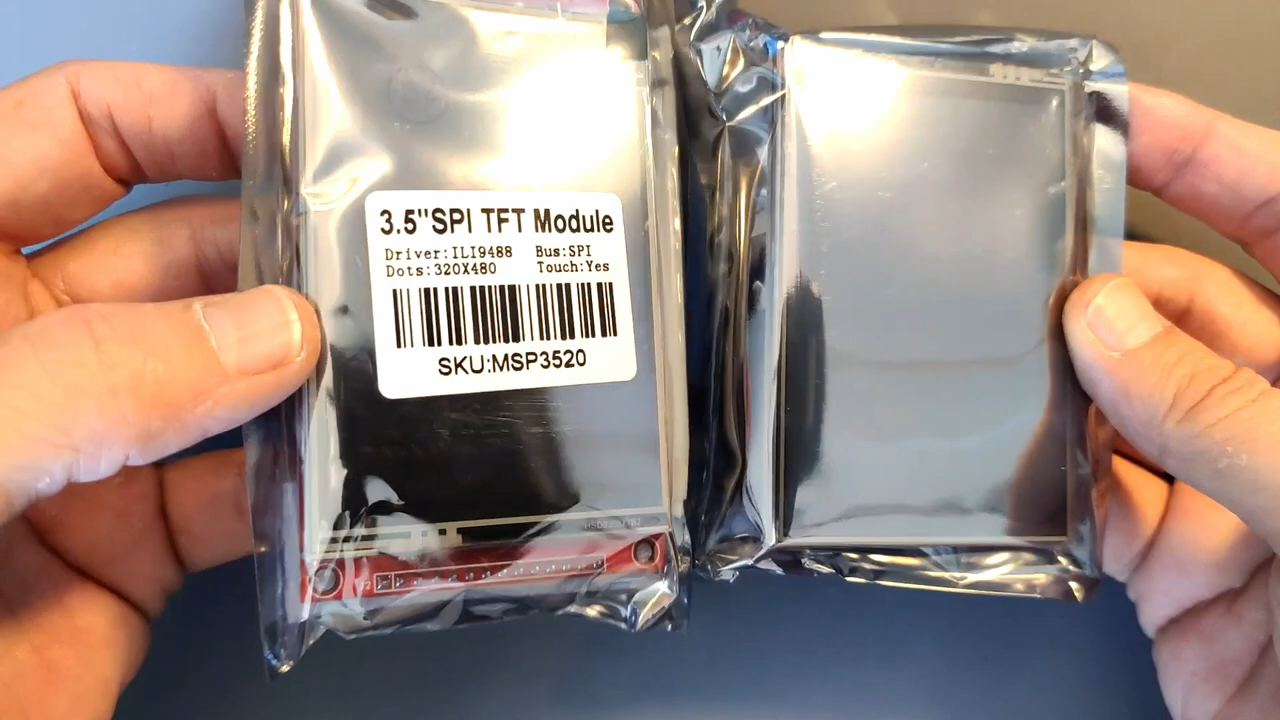 3.5"SPI TFT Module
Driver:ILI9488 Bus:SPI
Dots:320X480 Touch:Yes
SKU:MSP3520